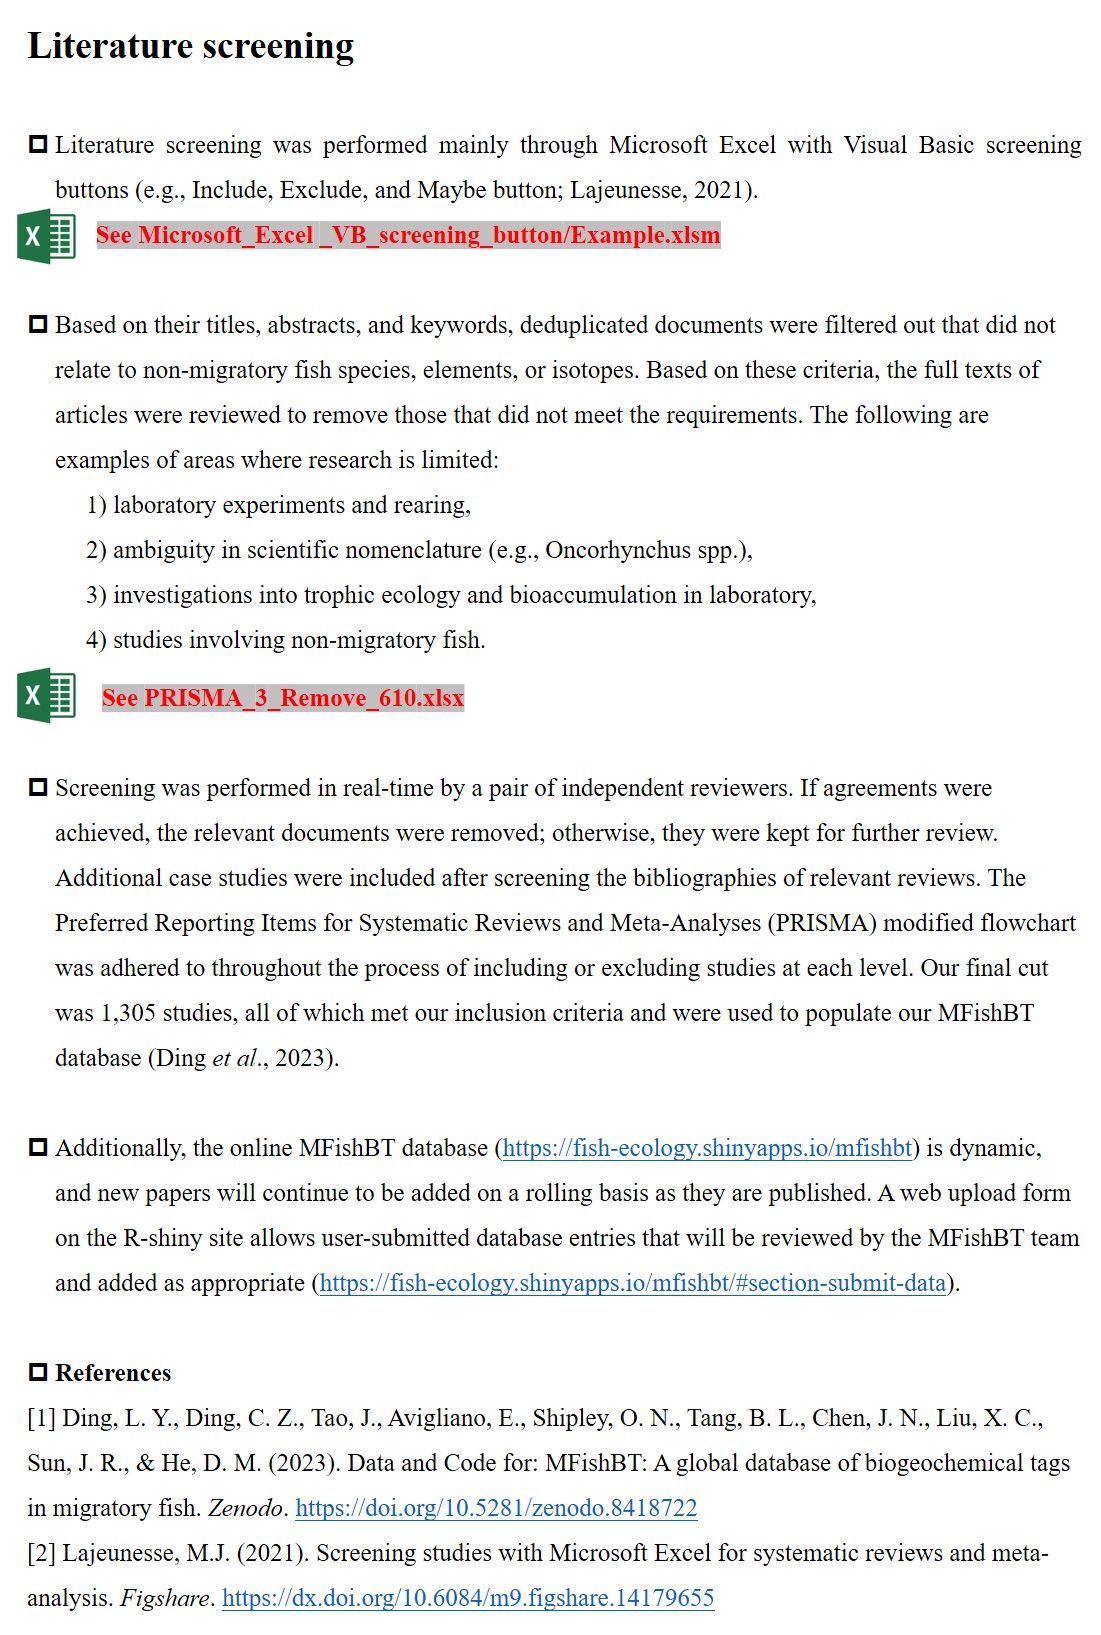 Literature screening
Literature screening was performed mainly through Microsoft Excel with Visual Basic screening
buttons (e.g., Include, Exclude, and Maybe button; Lajeunesse, 2021).
X See Microsoft_Excel _VB_screening_button/Example.xlsm
Based on their titles, abstracts, and keywords, deduplicated documents were filtered out that did not
relate to non-migratory fish species, elements, or isotopes. Based on these criteria, the full texts of
articles were reviewed to remove those that did not meet the requirements. The following are
examples of areas where research is limited:
1) laboratory experiments and rearing,
2) ambiguity in scientific nomenclature (e.g., Oncorhynchus spp.),
3) investigations into trophic ecology and bioaccumulation in laboratory,
4) studies involving non-migratory fish.
X See PRISMA_3_Remove_610.xlsx
Screening was performed in real-time by a pair of independent reviewers. If agreements were
achieved, the relevant documents were removed; otherwise, they were kept for further review.
Additional case studies were included after screening the bibliographies of relevant reviews. The
Preferred Reporting Items for Systematic Reviews and Meta-Analyses (PRISMA) modified flowchart
was adhered to throughout the process of including or excluding studies at each level. Our final cut
was 1,305 studies, all of which met our inclusion criteria and were used to populate our MFishBT
database (Ding et al., 2023).
Additionally, the online MFishBT database (https://fish-ecology.shinyapps.io/mfishbt) is dynamic,
and new papers will continue to be added on a rolling basis as they are published. A web upload form
on the R-shiny site allows user-submitted database entries that will be reviewed by the MFishBT team
and added as appropriate (https://fish-ecology.shinyapps.io/mfishbt/#section-submit-data).
References
[1] Ding, L. Y., Ding, C. Z., Tao, J., Avigliano, E., Shipley, O. N., Tang, B. L., Chen, J. N., Liu, X. C.,
Sun, J. R., & He, D. M. (2023). Data and Code for: MFishBT: A global database of biogeochemical tags
in migratory fish. Zenodo. https://doi.org/10.5281/zenodo.8418722
[2] Lajeunesse, M.J. (2021). Screening studies with Microsoft Excel for systematic reviews and meta-
analysis. Figshare. https://dx.doi.org/10.6084/m9.figshare.14179655